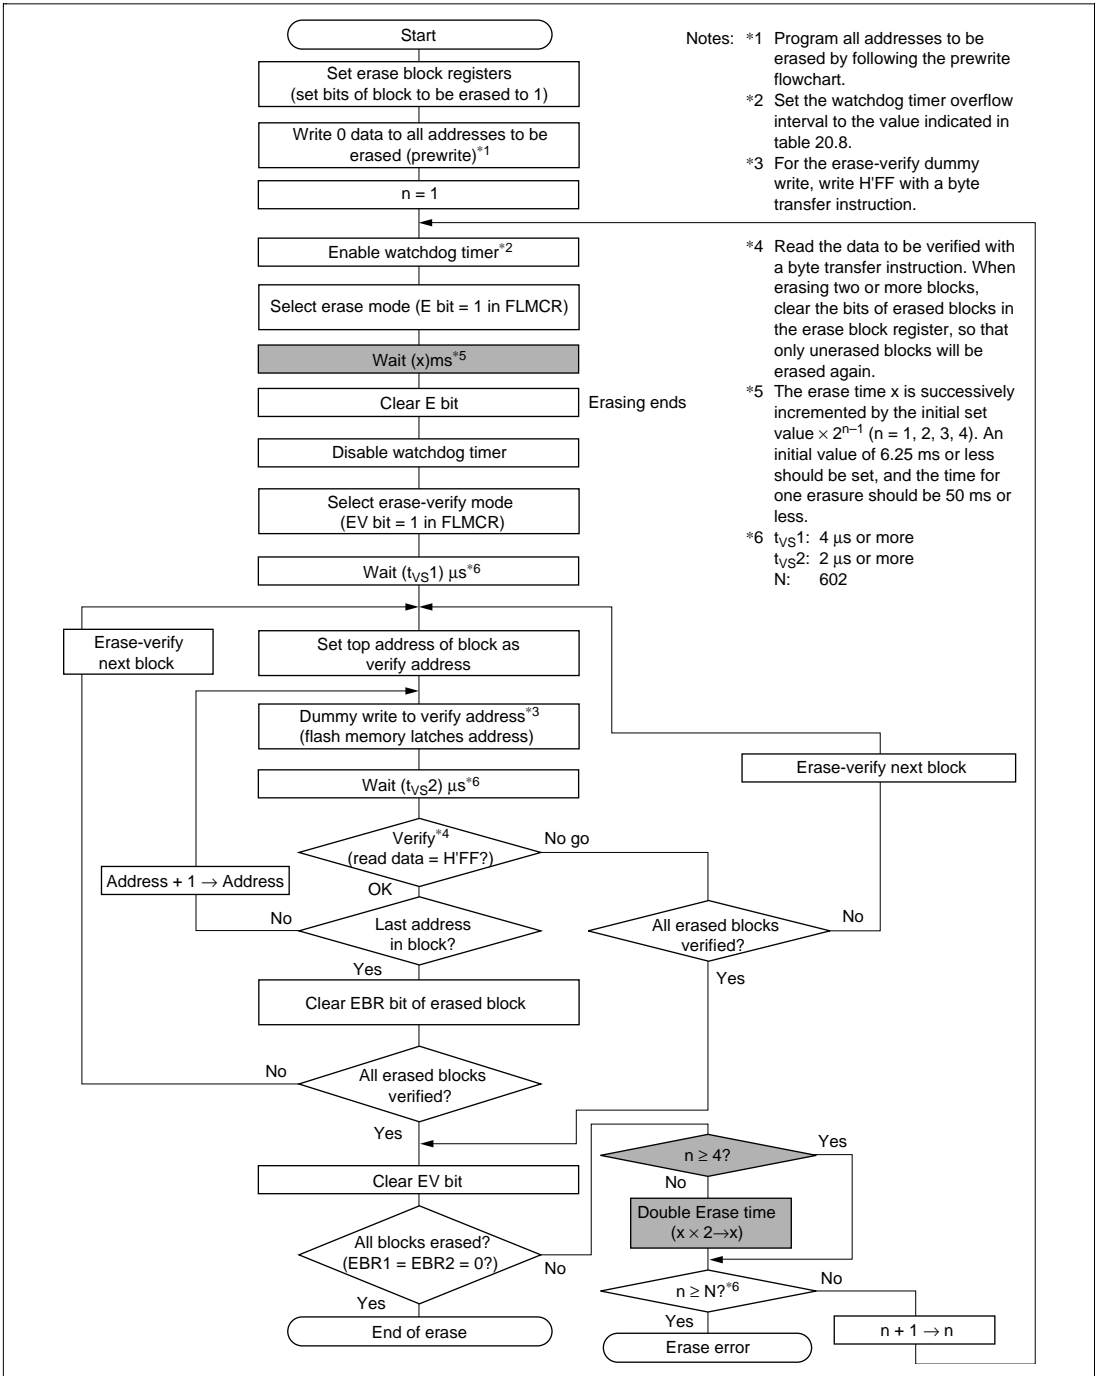 Start
Set erase block registers
(set bits of block to be erased to 1)
Write 0 data to all addresses to be
erased (prewrite)*1
n = 1
Enable watchdog timer*2
Select erase mode (E bit = 1 in FLMCR)
Wait (x)ms*5
Clear E bit
Erasing ends
Disable watchdog timer
Select erase-verify mode
(EV bit = 1 in FLMCR)
Wait (tVS1) μs*6
Erase-verify
next block
Set top address of block as
verify address
Dummy write to verify address*3
(flash memory latches address)
Wait (tVS2) μs*6
Erase-verify next block
Verify*4
(read data = H'FF?)
No go
OK
Address + 1 → Address
No
Last address
in block?
Yes
All erased blocks
verified?
No
Yes
Clear EBR bit of erased block
No
All erased blocks
verified?
Yes
Clear EV bit
n ≥ 4?
Yes
No
Double Erase time
(x × 2→x)
All blocks erased?
(EBR1 = EBR2 = 0?)
No
Yes
n ≥ N?*6
No
Yes
n + 1 → n
End of erase
Erase error
Notes: *1 Program all addresses to be
erased by following the prewrite
flowchart.
*2 Set the watchdog timer overflow
interval to the value indicated in
table 20.8.
*3 For the erase-verify dummy
write, write H'FF with a byte
transfer instruction.
*4 Read the data to be verified with
a byte transfer instruction. When
erasing two or more blocks,
clear the bits of erased blocks in
the erase block register, so that
only unerased blocks will be
erased again.
*5 The erase time x is successively
incremented by the initial set
value × 2n–1 (n = 1, 2, 3, 4). An
initial value of 6.25 ms or less
should be set, and the time for
one erasure should be 50 ms or
less.
*6 tVS1: 4 μs or more
tVS2: 2 μs or more
N: 602